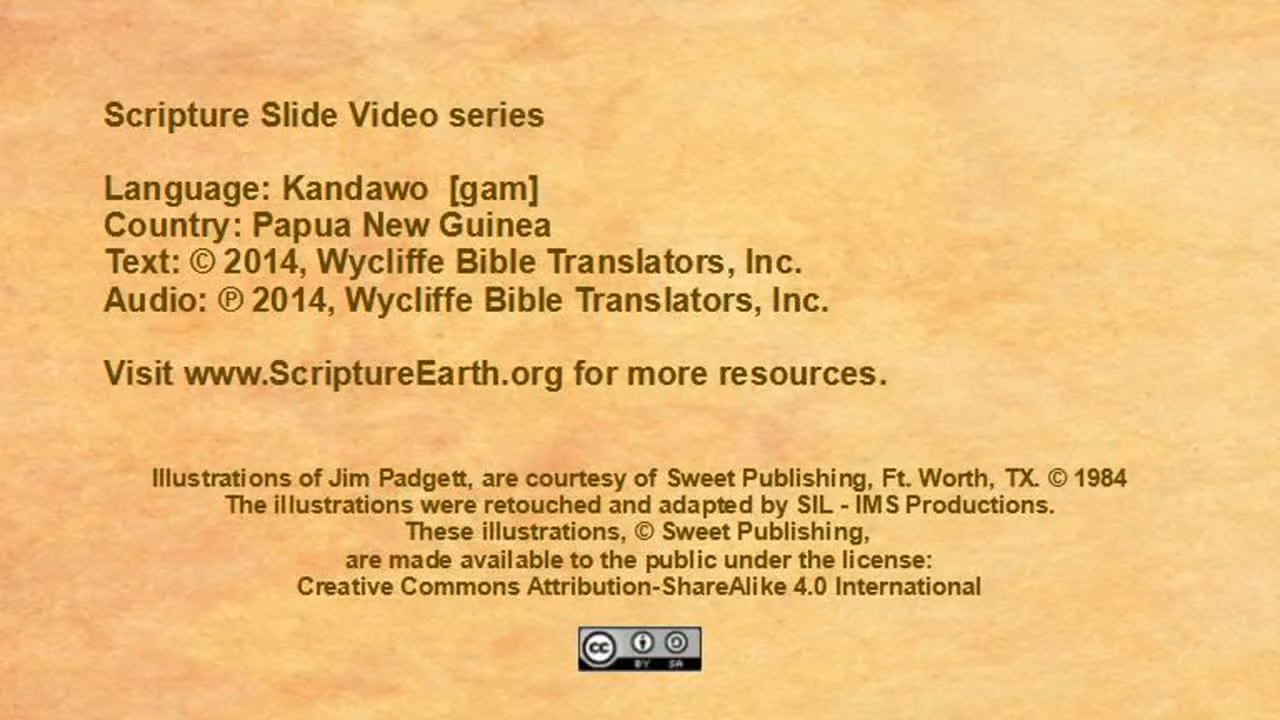 Scripture Slide Video series
Language: Kandawo [gam]
Country: Papua New Guinea
Text: © 2014, Wycliffe Bible Translators, Inc.
Audio: ℗ 2014, Wycliffe Bible Translators, Inc.
Visit www.ScriptureEarth.org for more resources.
Illustrations of Jim Padgett, are courtesy of Sweet Publishing, Ft. Worth, TX. © 1984
The illustrations were retouched and adapted by SIL - IMS Productions.
These illustrations, © Sweet Publishing,
are made available to the public under the license:
Creative Commons Attribution-ShareAlike 4.0 International
cc
BY SA